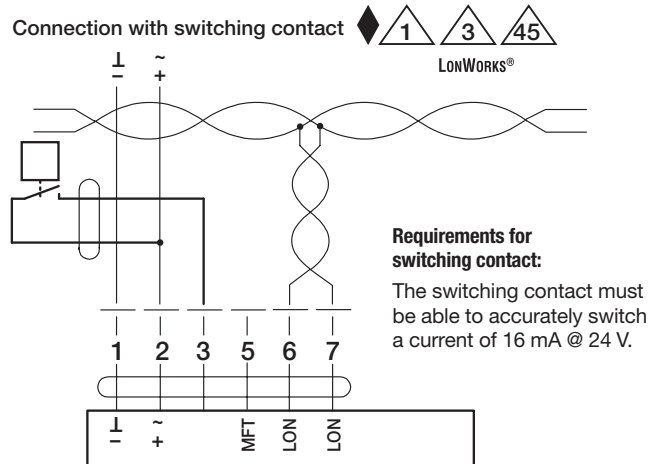 Connection with switching contact 1 3 45
LONWORKS®
⊥ ~
– +
Requirements for
switching contact:
The switching contact must
be able to accurately switch
a current of 16 mA @ 24 V.
1 2 3 5 6 7
⊥ ~ MFT LON LON
– +